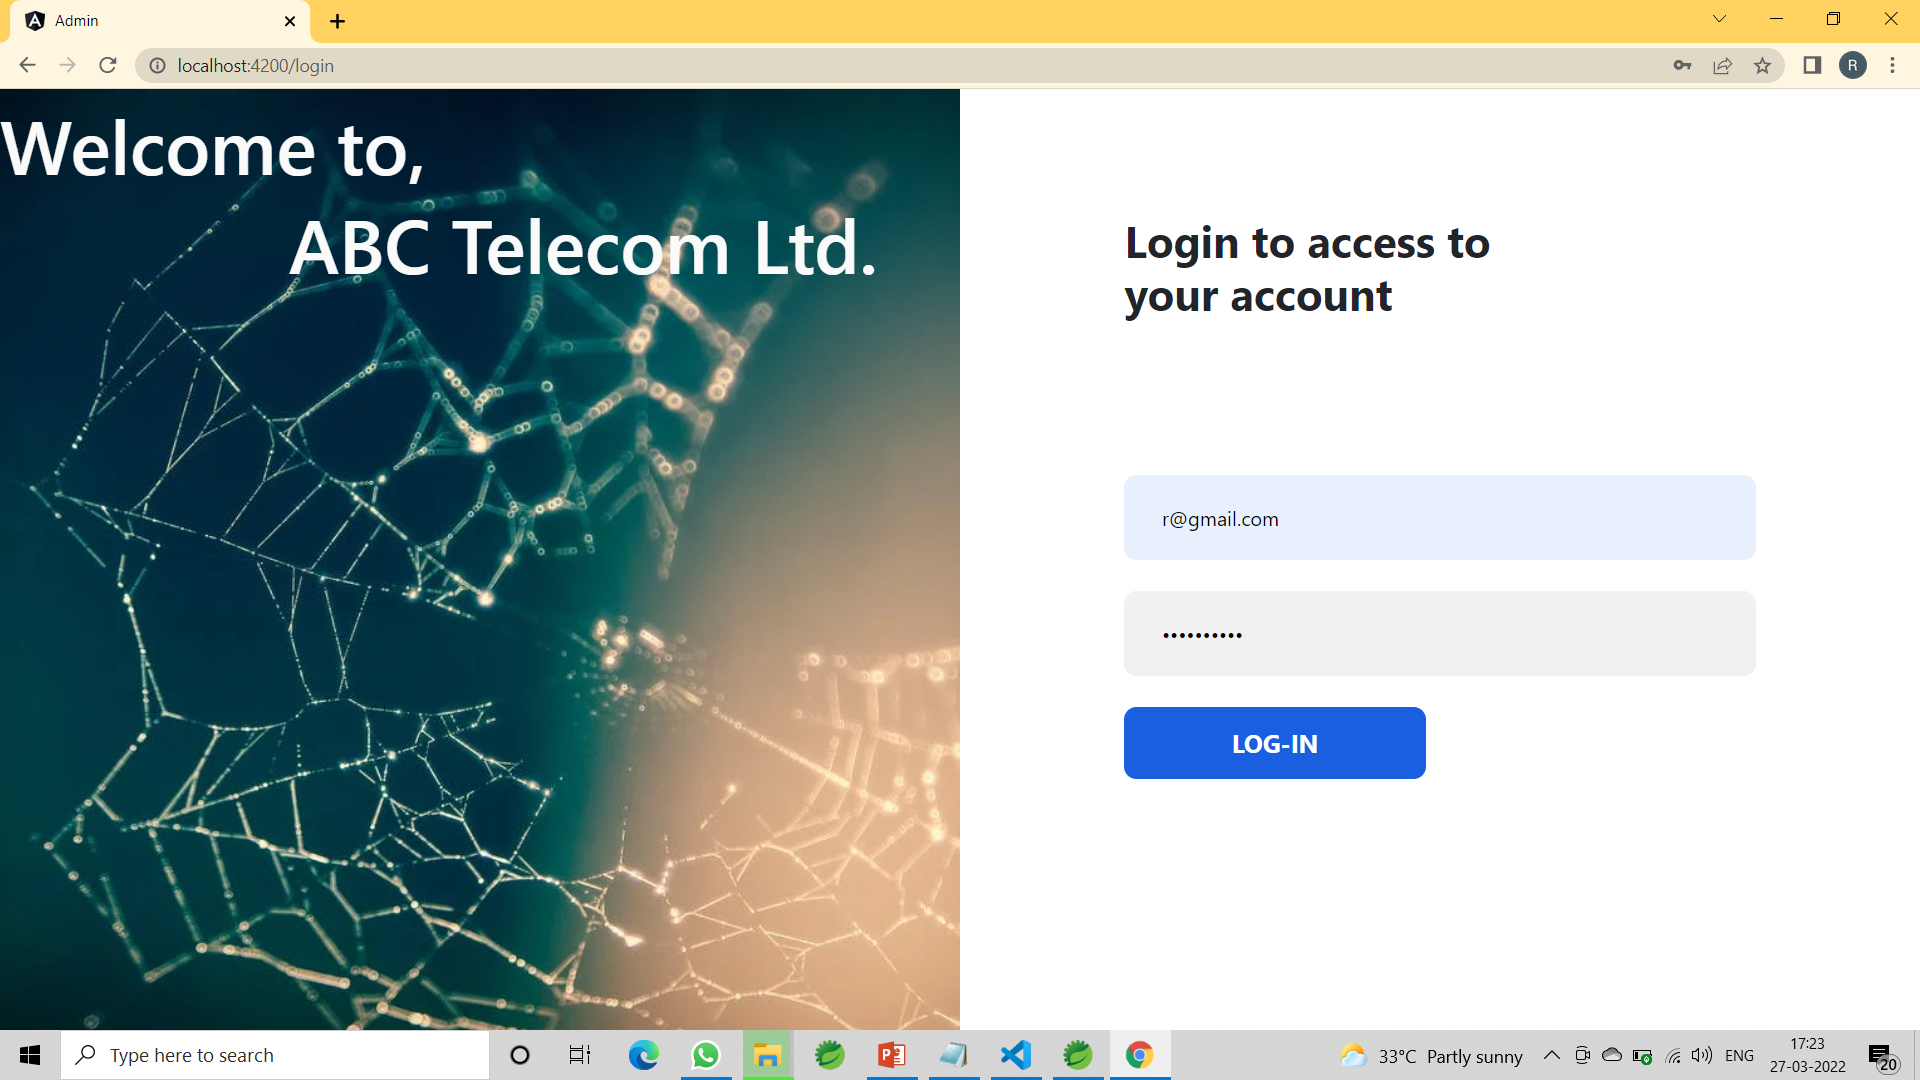 Admin
localhost:4200/login
R
Welcome to,
ABC Telecom Ltd.
Login to access to
your account
r@gmail.com
••••••••••
LOG-IN
Type here to search
33°C Partly sunny
ENG
17:23
27-03-2022
20